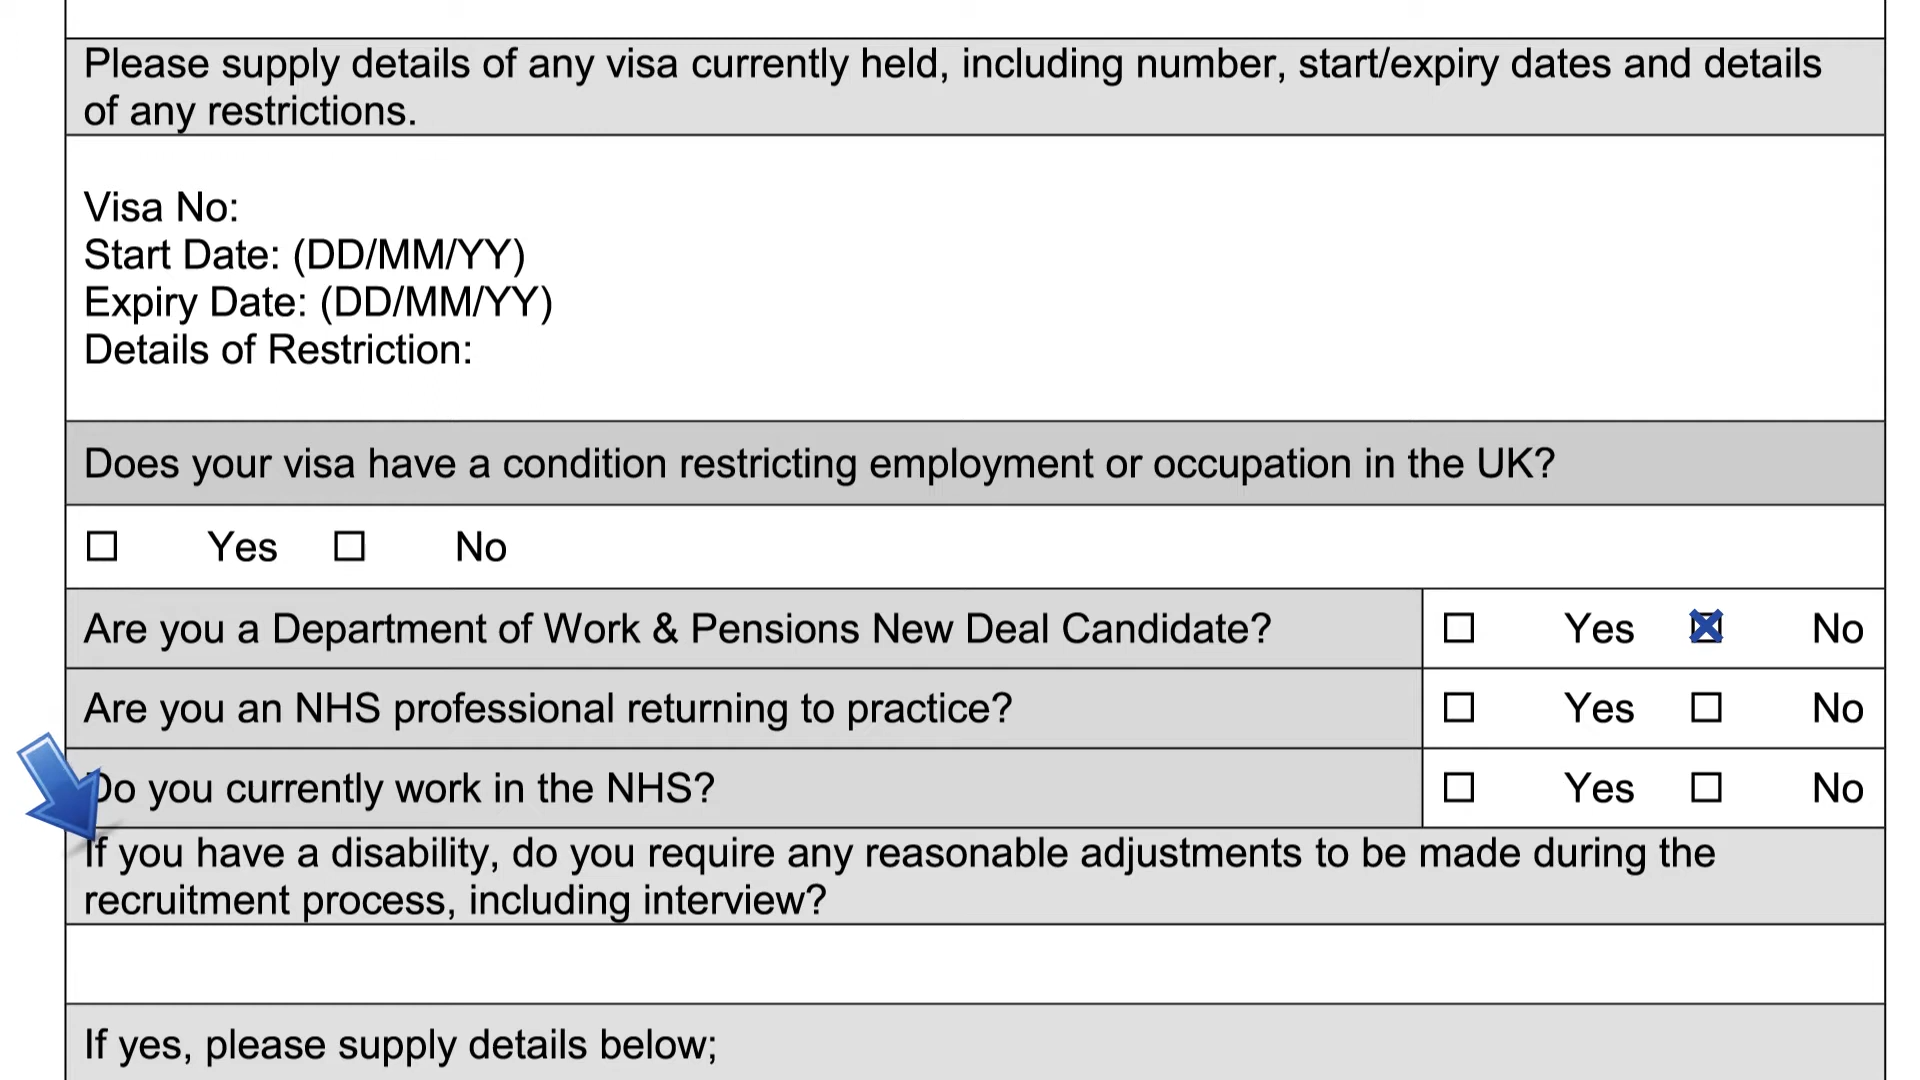 Please supply details of any visa currently held, including number, start/expiry dates and details
of any restrictions.
Visa No:
Start Date: (DD/MM/YY)
Expiry Date: (DD/MM/YY)
Details of Restriction:
Does your visa have a condition restricting employment or occupation in the UK?
☐ Yes ☐ No
Are you a Department of Work & Pensions New Deal Candidate? ☐ Yes ☒ No
Are you an NHS professional returning to practice? ☐ Yes ☐ No
Do you currently work in the NHS? ☐ Yes ☐ No
If you have a disability, do you require any reasonable adjustments to be made during the
recruitment process, including interview?
If yes, please supply details below;